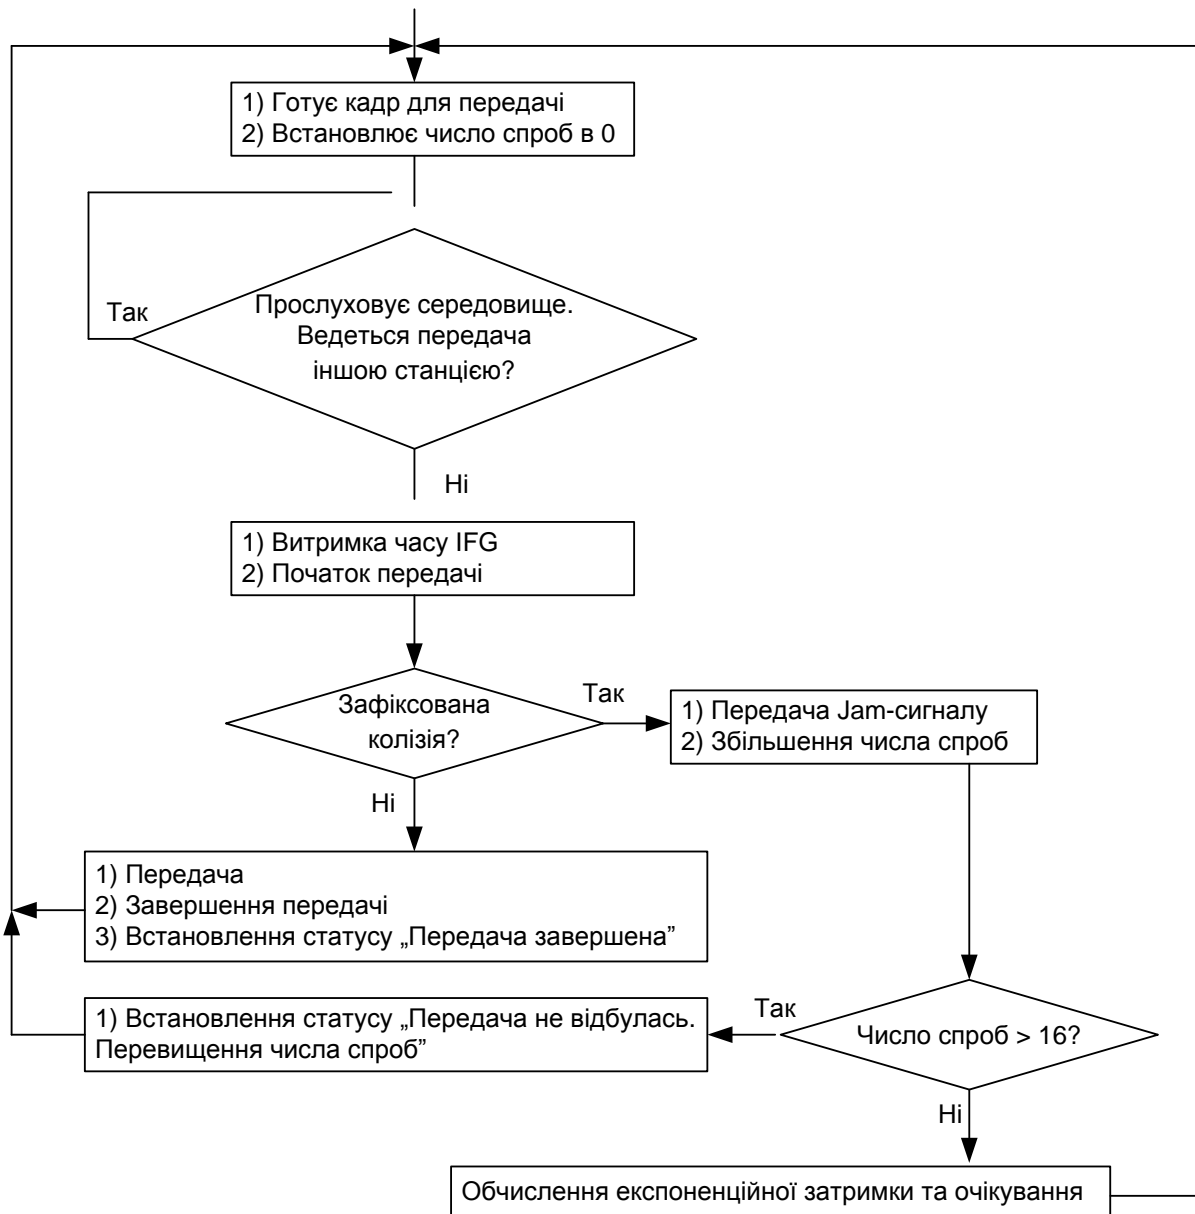 1) Готує кадр для передачі
2) Встановлює число спроб в 0
Так
Прослуховує середовище.
Ведеться передача
іншою станцією?
Ні
1) Витримка часу IFG
2) Початок передачі
Зафіксована
колізія?
Так
1) Передача Jam-сигналу
2) Збільшення числа спроб
Ні
1) Передача
2) Завершення передачі
3) Встановлення статусу „Передача завершена”
1) Встановлення статусу „Передача не відбулась.
Перевищення числа спроб”
Так
Число спроб > 16?
Ні
Обчислення експоненційної затримки та очікування